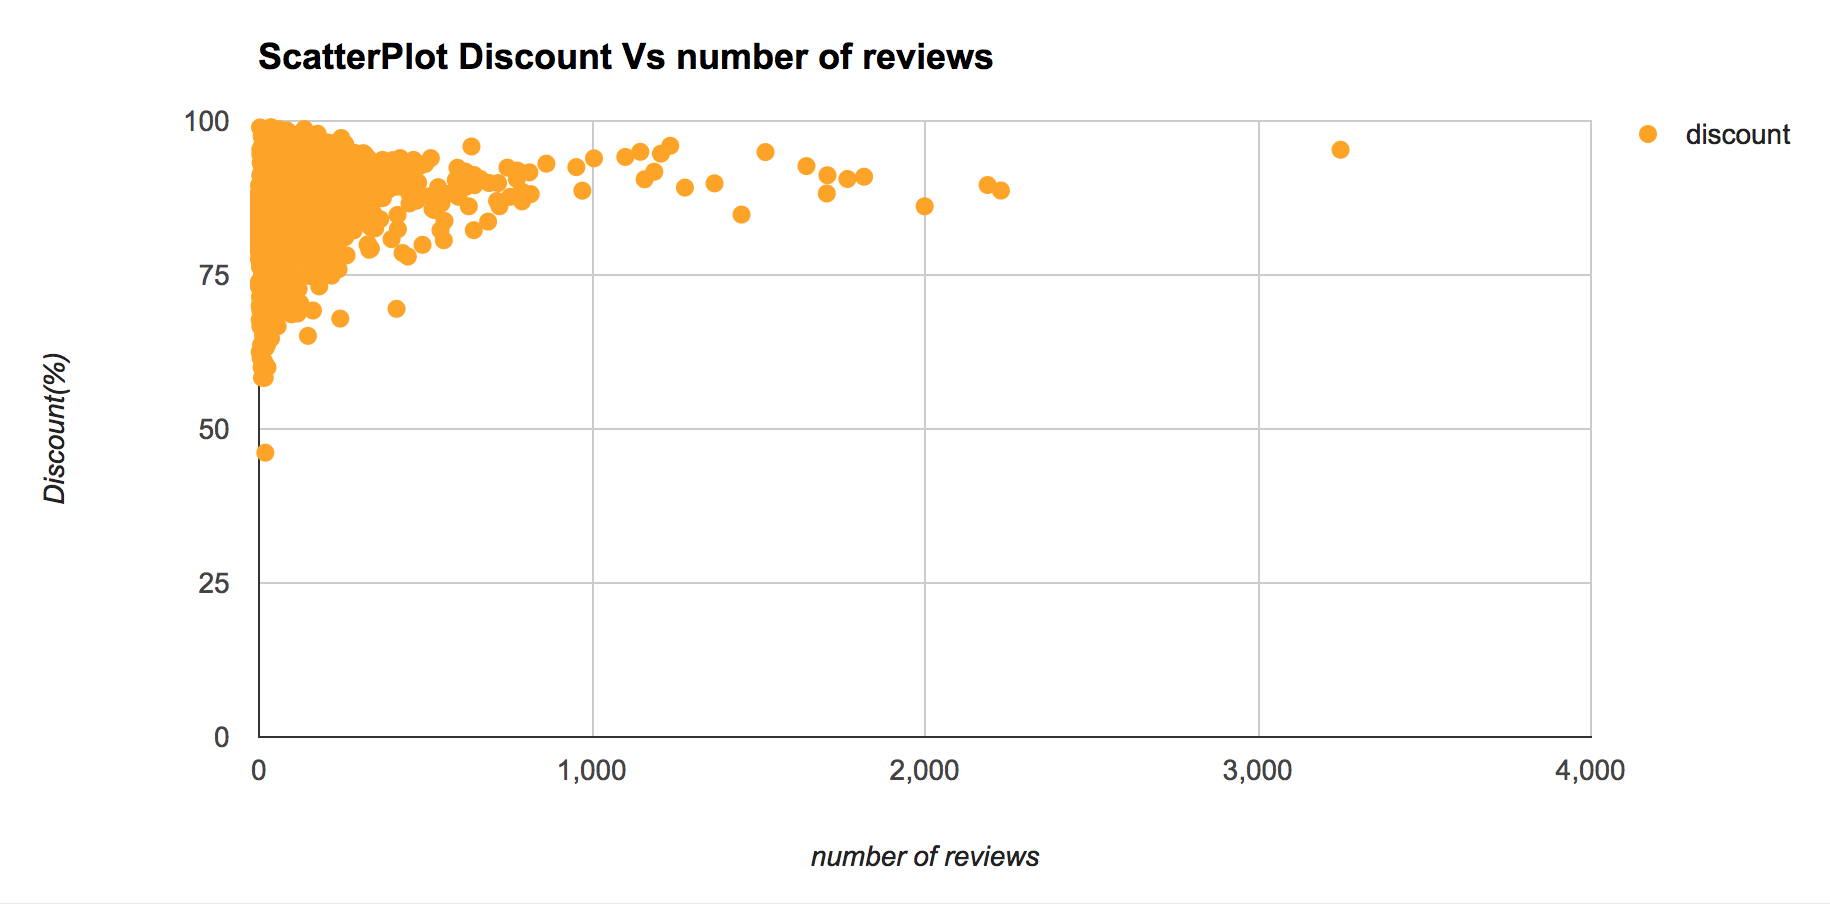 ScatterPlot Discount Vs number of reviews
100
75
50
25
0
Discount(%)
0
1,000
2,000
3,000
4,000
number of reviews
discount